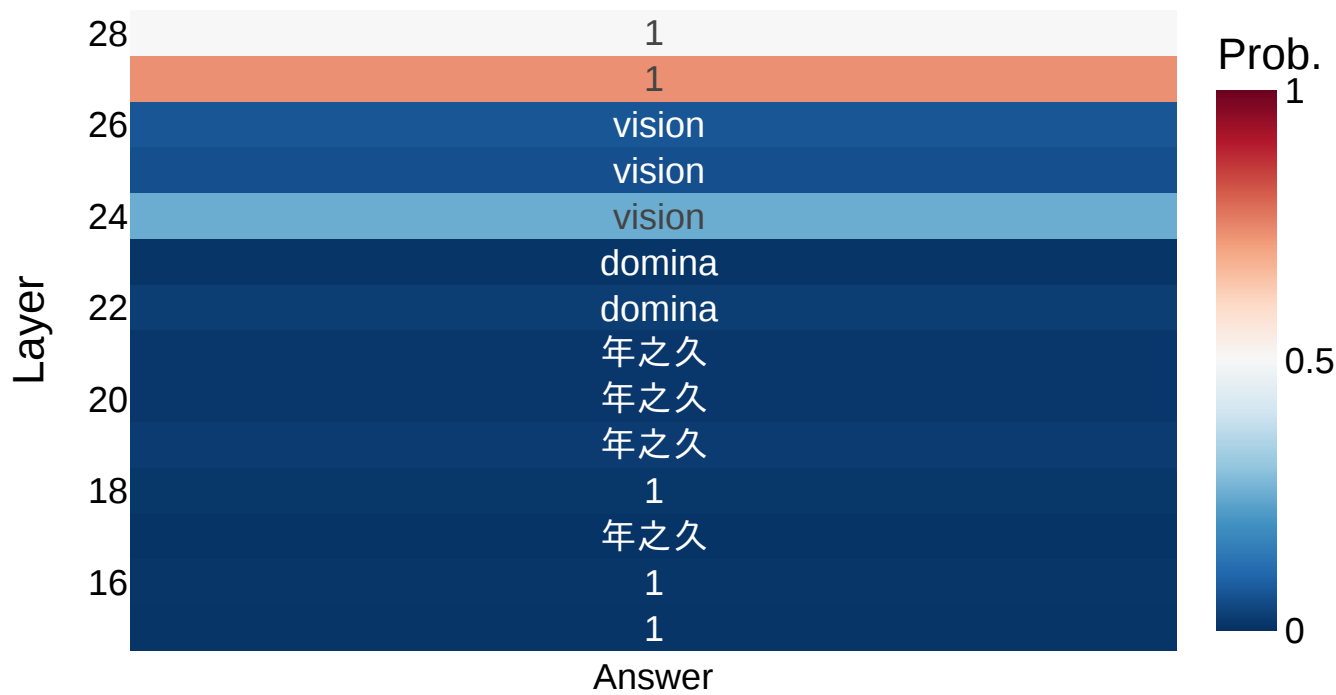 28 1
Prob.
1
1
26 vision
vision
24 vision
domina
22 domina
Layer
年之久
0.5
20 年之久
年之久
18 1
年之久
16 1
1
0
Answer